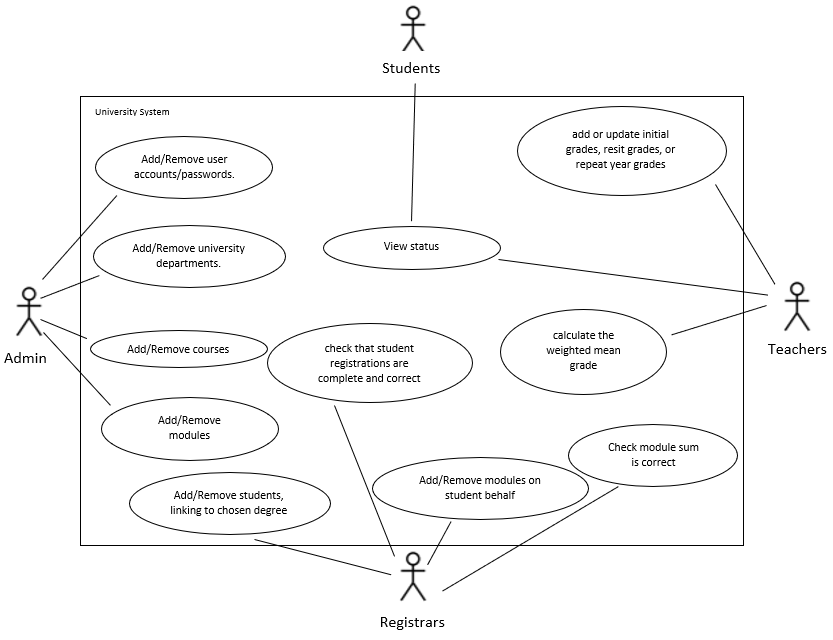 Students
University System
add or update initial
grades, resit grades, or
repeat year grades
Add/Remove user
accounts/passwords.
View status
Add/Remove university
departments.
Admin
Teachers
Add/Remove courses
check that student
registrations are
complete and correct
calculate the
weighted mean
grade
Add/Remove
modules
Check module sum
is correct
Add/Remove modules on
student behalf
Add/Remove students,
linking to chosen degree
Registrars